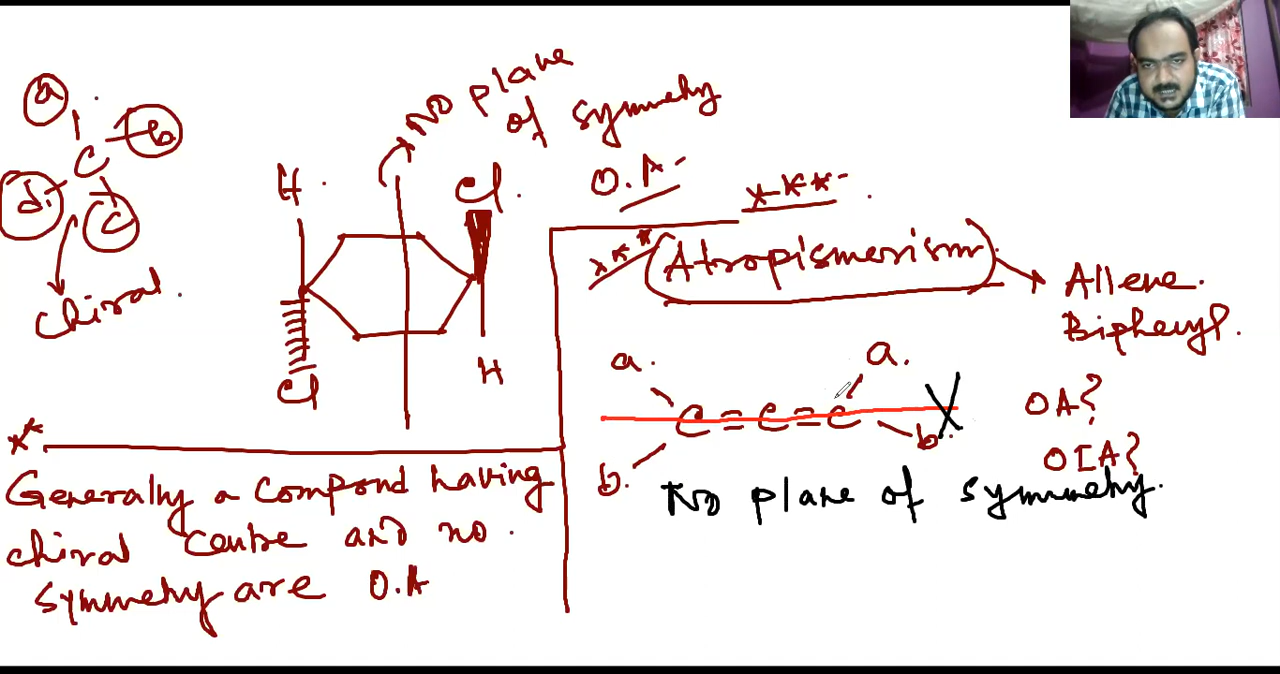 a
b
C
d
C
chiral
H
Cl
Cl
H
No plane
of symmetry
O.A
***
*** Atropismerism
Allene
Biphenyl
a
a
C = C = C
b
b
X
OA?
OIA?
No plane of symmetry
**
Generally a compond having
chiral centre and no
symmetry are O.A